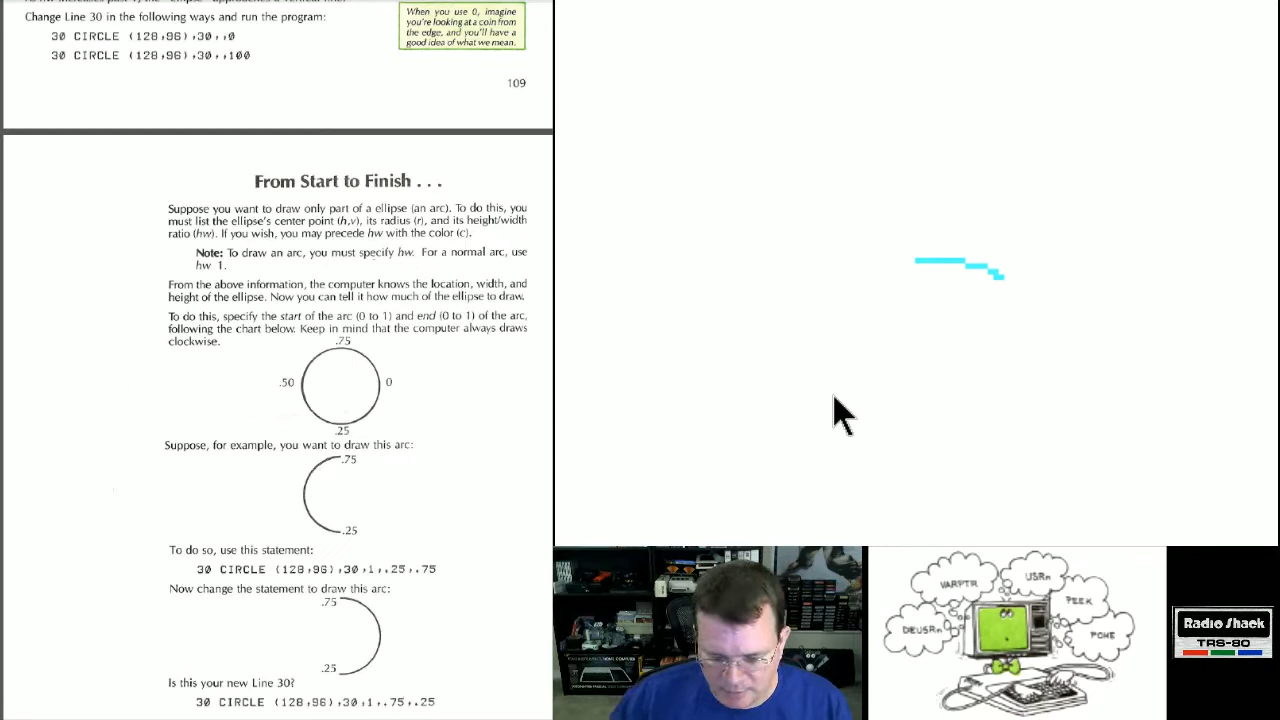 Change Line 30 in the following ways and run the program:
30 CIRCLE (128,96),30,,0
30 CIRCLE (128,96),30,,100
When you use 0, imagine
you're looking at a coin from
the edge, and you'll have a
good idea of what we mean.
109
From Start to Finish . . .
Suppose you want to draw only part of a ellipse (an arc). To do this, you
must list the ellipse's center point (h,v), its radius (r), and its height/width
ratio (hw). If you wish, you may precede hw with the color (c).
Note: To draw an arc, you must specify hw. For a normal arc, use
hw 1.
From the above information, the computer knows the location, width, and
height of the ellipse. Now you can tell it how much of the ellipse to draw.
To do this, specify the start of the arc (0 to 1) and end (0 to 1) of the arc,
following the chart below. Keep in mind that the computer always draws
clockwise.
.75
.50
0
.25
Suppose, for example, you want to draw this arc:
.75
.25
To do so, use this statement:
30 CIRCLE (128,96),30,1,.25,.75
Now change the statement to draw this arc:
.75
.25
Is this your new Line 30?
30 CIRCLE (128,96),30,1,.75,.25
VARPTR
USRn
PEEK
DEUSRn
POKE
Radio Shack
TRS-80